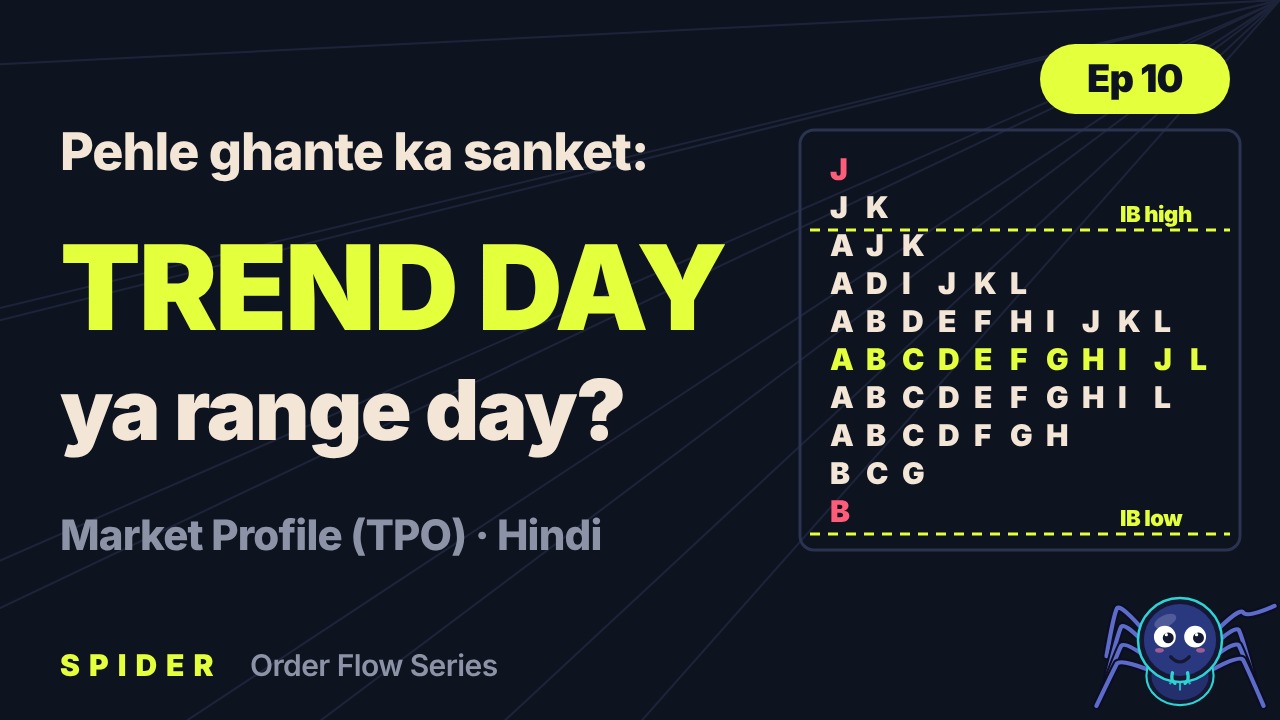 Ep 10
Pehle ghante ka sanket:
TREND DAY
ya range day?
Market Profile (TPO) · Hindi
SPIDER Order Flow Series
J
J K
IB high
A J K
A D I J K L
A B D E F H I J K L
A B C D E F G H I J L
A B C D E F G H I L
A B C D F G H
B C G
B
IB low